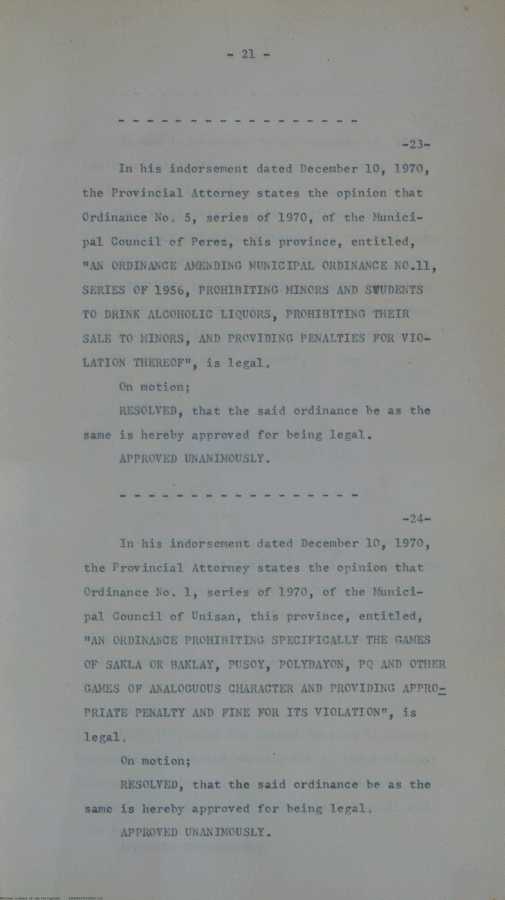 - 21 -
- - - - - - - - - - - - - - - - -
-23-
In his indorsement dated December 10, 1970,
the Provincial Attorney states the opinion that
Ordinance No. 5, series of 1970, of the Munici-
pal Council of Perez, this province, entitled,
"AN ORDINANCE AMENDING MUNICIPAL ORDINANCE NO.11,
SERIES OF 1956, PROHIBITING MINORS AND STUDENTS
TO DRINK ALCOHOLIC LIQUORS, PROHIBITING THEIR
SALE TO MINORS, AND PROVIDING PENALTIES FOR VIO-
LATION THEREOF", is legal.
On motion;
RESOLVED, that the said ordinance be as the
same is hereby approved for being legal.
APPROVED UNANIMOUSLY.
- - - - - - - - - - - - - - - - -
-24-
In his indorsement dated December 10, 1970,
the Provincial Attorney states the opinion that
Ordinance No. 1, series of 1970, of the Munici-
pal Council of Unisan, this province, entitled,
"AN ORDINANCE PROHIBITING SPECIFICALLY THE GAMES
OF SAKLA OR BAKLAY, PUSOY, POLYDAYON, PQ AND OTHER
GAMES OF ANALOGUOUS CHARACTER AND PROVIDING APPRO-
PRIATE PENALTY AND FINE FOR ITS VIOLATION", is
legal.
On motion;
RESOLVED, that the said ordinance be as the
same is hereby approved for being legal.
APPROVED UNANIMOUSLY.